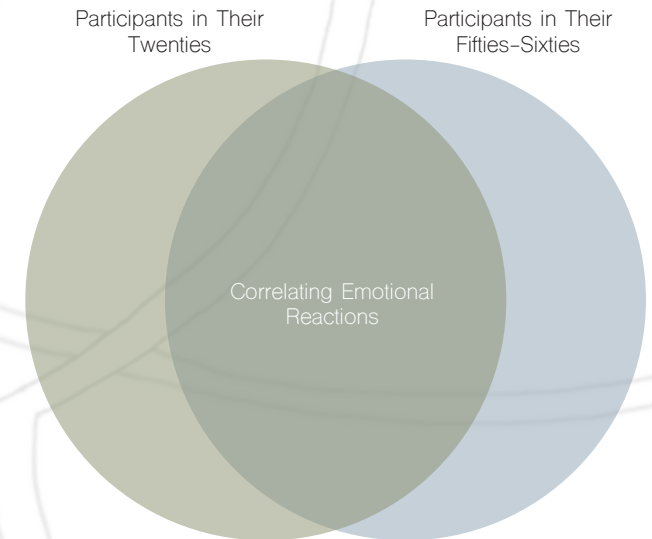 Participants in Their
Twenties
Participants in Their
Fifties-Sixties
Correlating Emotional
Reactions